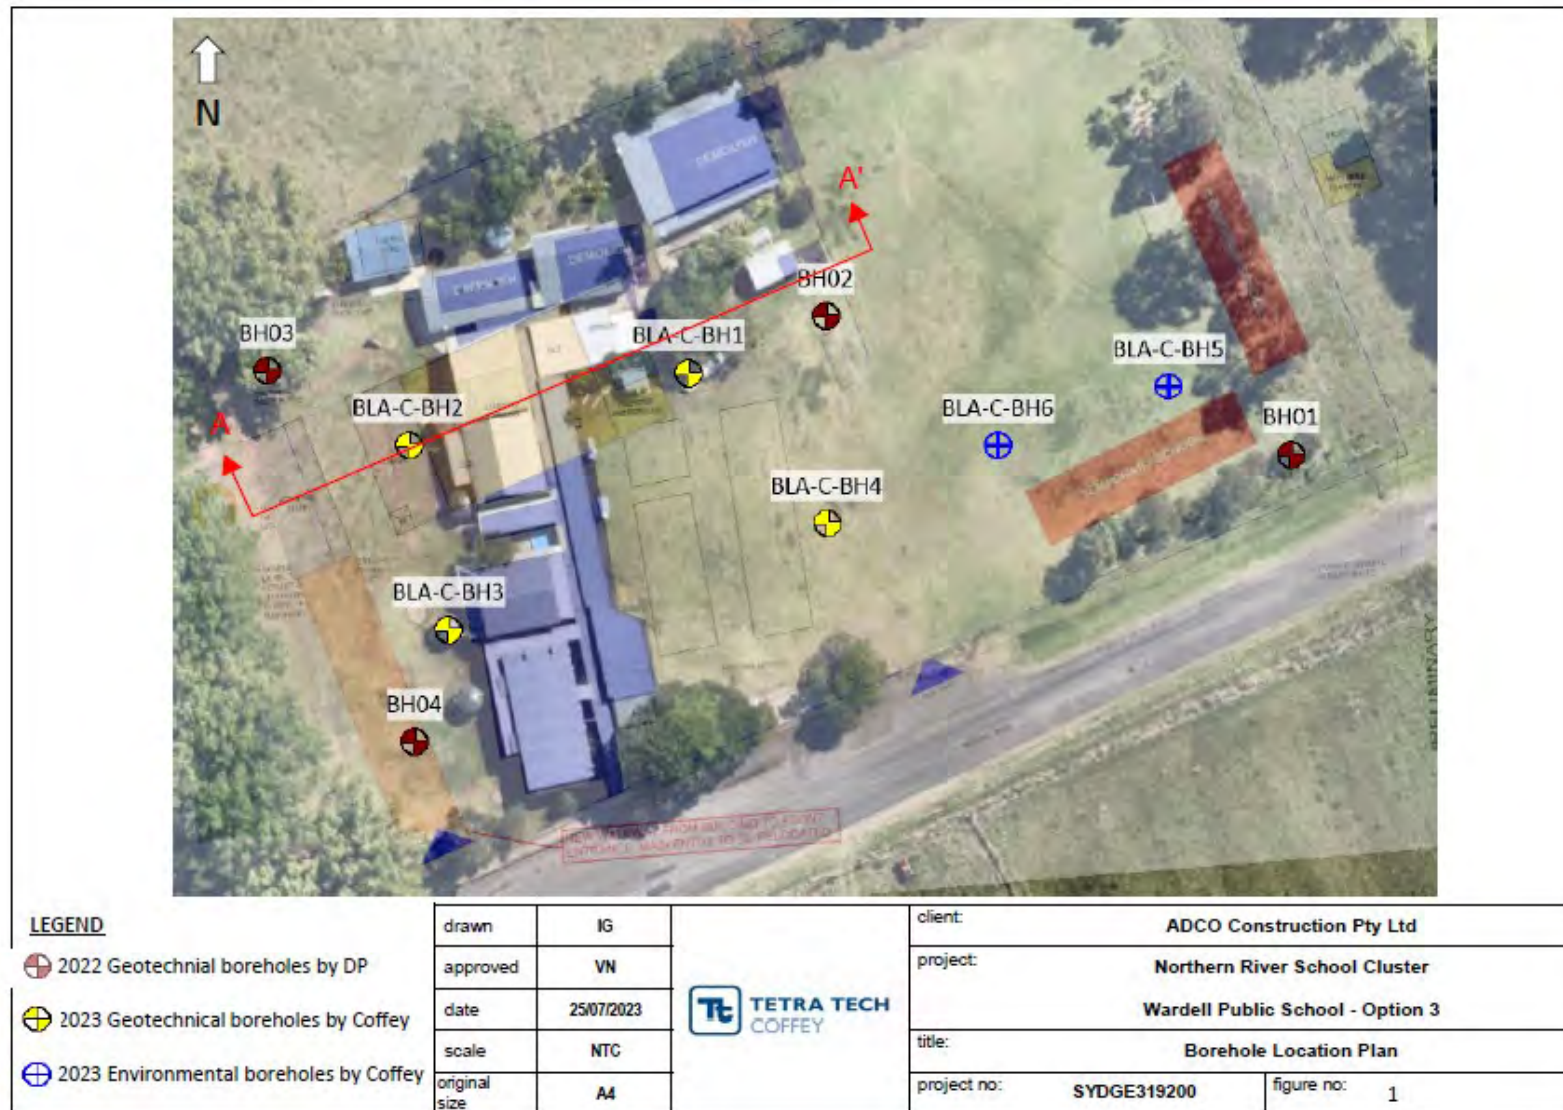 N
A'
BH02
BH03
BLA-C-BH1
BLA-C-BH5
BLA-C-BH2
BLA-C-BH6
BH01
A
BLA-C-BH4
BLA-C-BH3
BH04
DEMOLISH
DEMOLISH
LEGEND
2022 Geotechnial boreholes by DP
2023 Geotechnical boreholes by Coffey
2023 Environmental boreholes by Coffey
drawn IG
approved VN
date 25/07/2023
scale NTC
original size A4
Tt TETRA TECH
COFFEY
client: ADCO Construction Pty Ltd
project: Northern River School Cluster
Wardell Public School - Option 3
title: Borehole Location Plan
project no: SYDGE319200 figure no: 1